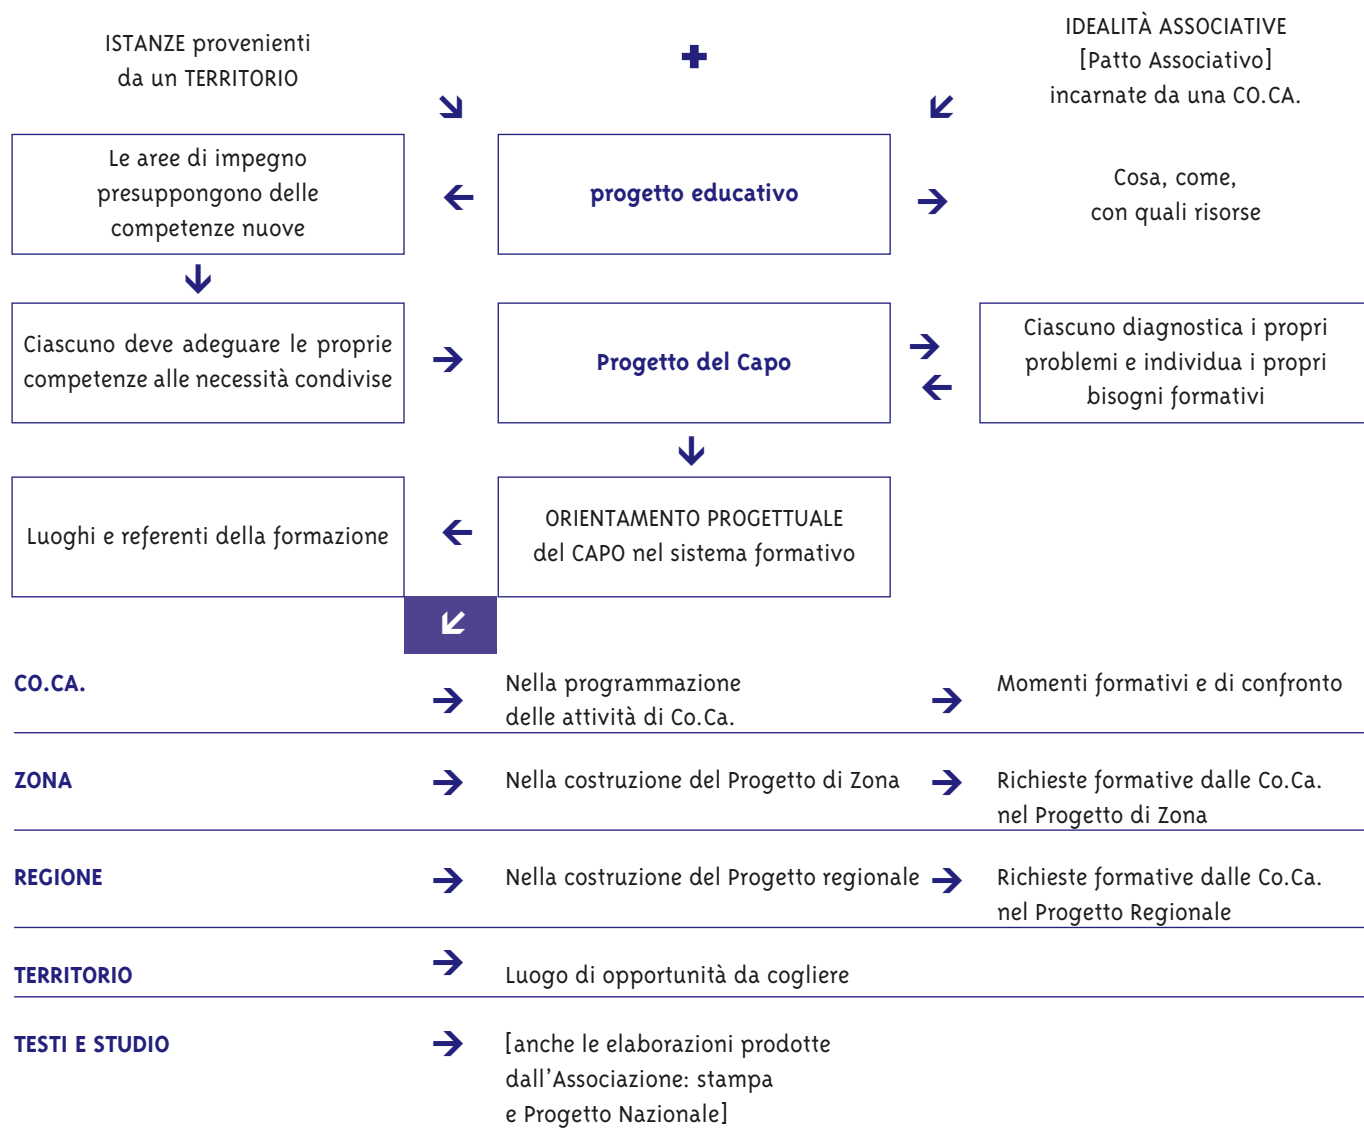 ISTANZE provenienti
da un TERRITORIO
IDEALITÀ ASSOCIATIVE
[Patto Associativo]
incarnate da una CO.CA.
Le aree di impegno
presuppongono delle
competenze nuove
progetto educativo
Cosa, come,
con quali risorse
Ciascuno deve adeguare le proprie
competenze alle necessità condivise
Progetto del Capo
Ciascuno diagnostica i propri
problemi e individua i propri
bisogni formativi
Luoghi e referenti della formazione
ORIENTAMENTO PROGETTUALE
del CAPO nel sistema formativo
CO.CA.
Nella programmazione
delle attività di Co.Ca.
Momenti formativi e di confronto
ZONA
Nella costruzione del Progetto di Zona
Richieste formative dalle Co.Ca.
nel Progetto di Zona
REGIONE
Nella costruzione del Progetto regionale
Richieste formative dalle Co.Ca.
nel Progetto Regionale
TERRITORIO
Luogo di opportunità da cogliere
TESTI E STUDIO
[anche le elaborazioni prodotte
dall'Associazione: stampa
e Progetto Nazionale]